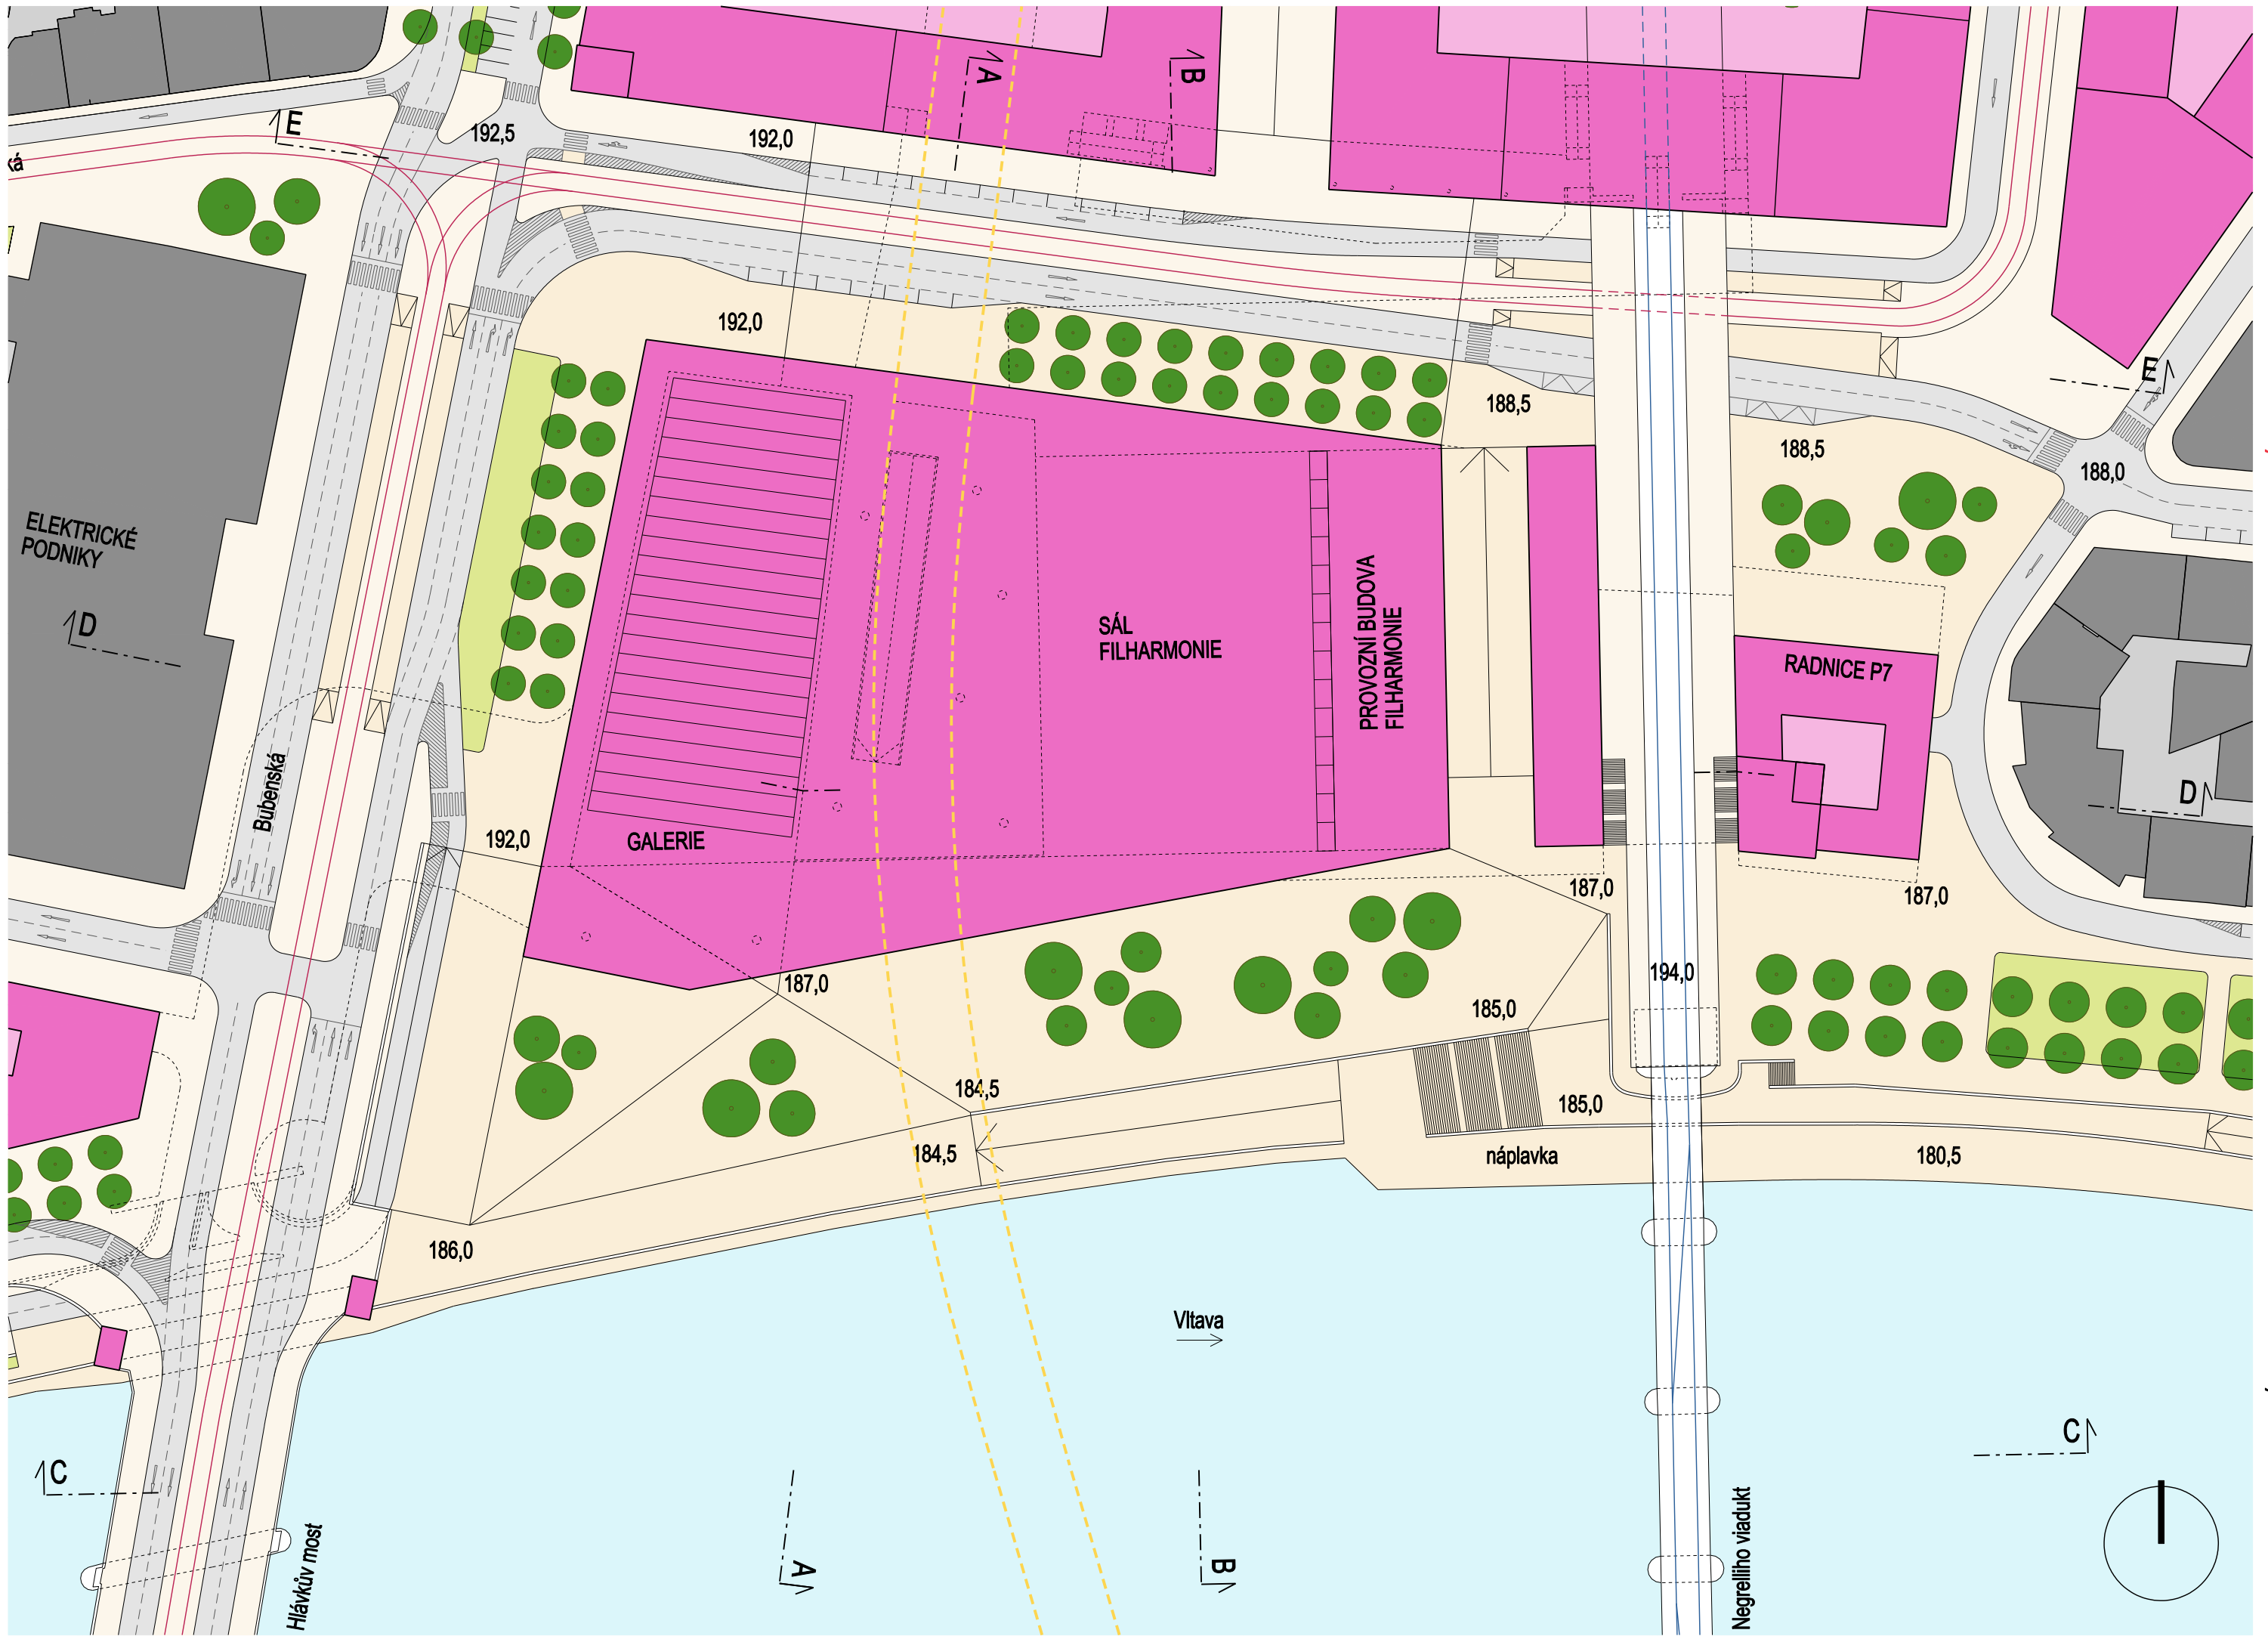 A
B
E
192,5
192,0
ká
192,0
E
188,5
188,5
188,0
ELEKTRICKÉ
PODNIKY
D
SÁL
FILHARMONIE
PROVOZNÍ BUDOVA
FILHARMONIE
RADNICE P7
Bubenská
192,0
GALERIE
D
187,0
187,0
187,0
194,0
185,0
184,5
185,0
184,5
náplavka
180,5
186,0
Vltava
C
C
Hlávkův most
A
B
Negrelliho viadukt